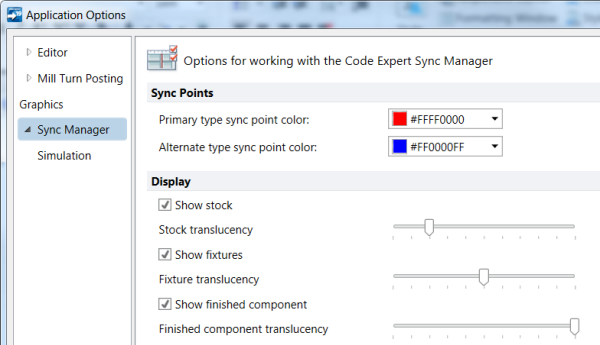 Application Options
Formatting Window
Editor
Mill Turn Posting
Graphics
Sync Manager
Simulation
Options for working with the Code Expert Sync Manager
Sync Points
Primary type sync point color: #FFFF0000
Alternate type sync point color: #FF0000FF
Display
Show stock
Stock translucency
Show fixtures
Fixture translucency
Show finished component
Finished component translucency